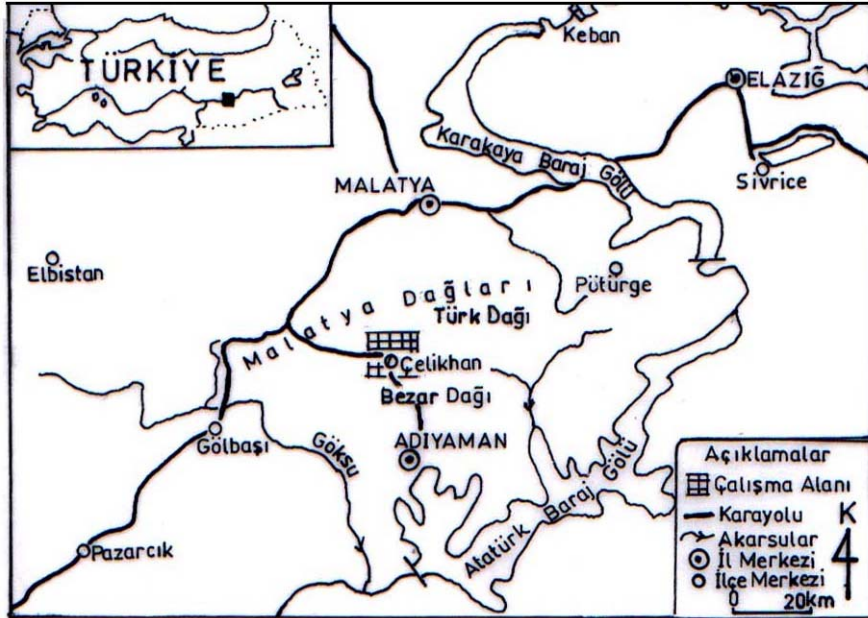 TÜRKİYE
Keban
ELAZIĞ
Karakaya Baraj Gölü
Sivrice
MALATYA
Elbistan
Pütürge
Malatya Dağları
Türk Dağı
Çelikhan
Bezar Dağı
Gölbaşı
Göksu
ADIYAMAN
Atatürk Baraj Gölü
Pazarcık
Açıklamalar
Çalışma Alanı
Karayolu
K
Akarsular
İl Merkezi
İlçe Merkezi
0 20km